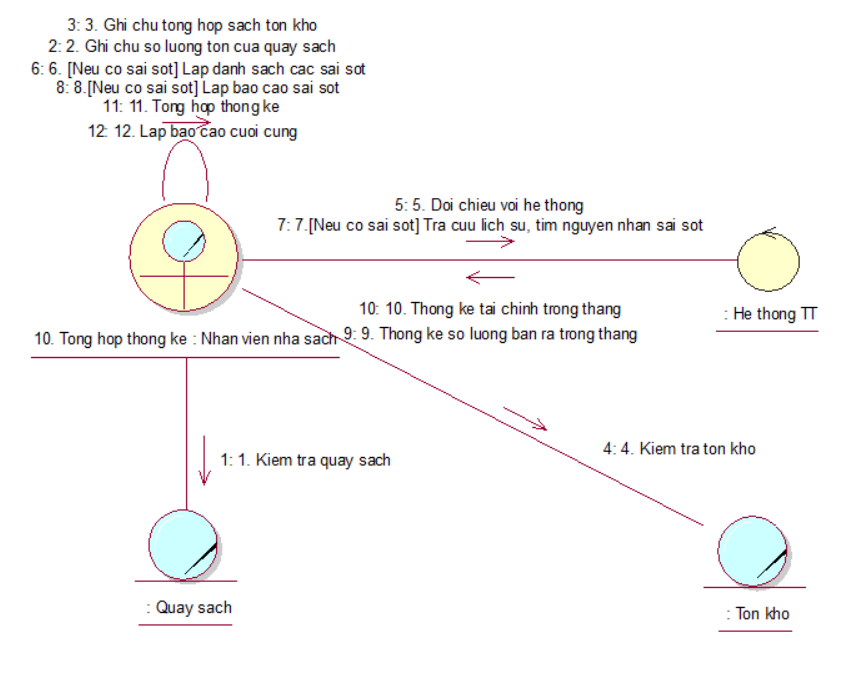 3: 3. Ghi chu tong hop sach ton kho
2: 2. Ghi chu so luong ton cua quay sach
6: 6. [Neu co sai sot] Lap danh sach cac sai sot
8: 8.[Neu co sai sot] Lap bao cao sai sot
11: 11. Tong hop thong ke
12: 12. Lap bao cao cuoi cung
5: 5. Doi chieu voi he thong
7: 7.[Neu co sai sot] Tra cuu lich su, tim nguyen nhan sai sot
10: 10. Thong ke tai chinh trong thang
: He thong TT
9: 9. Thong ke so luong ban ra trong thang
10. Tong hop thong ke : Nhan vien nha sach
4: 4. Kiem tra ton kho
1: 1. Kiem tra quay sach
: Quay sach
: Ton kho